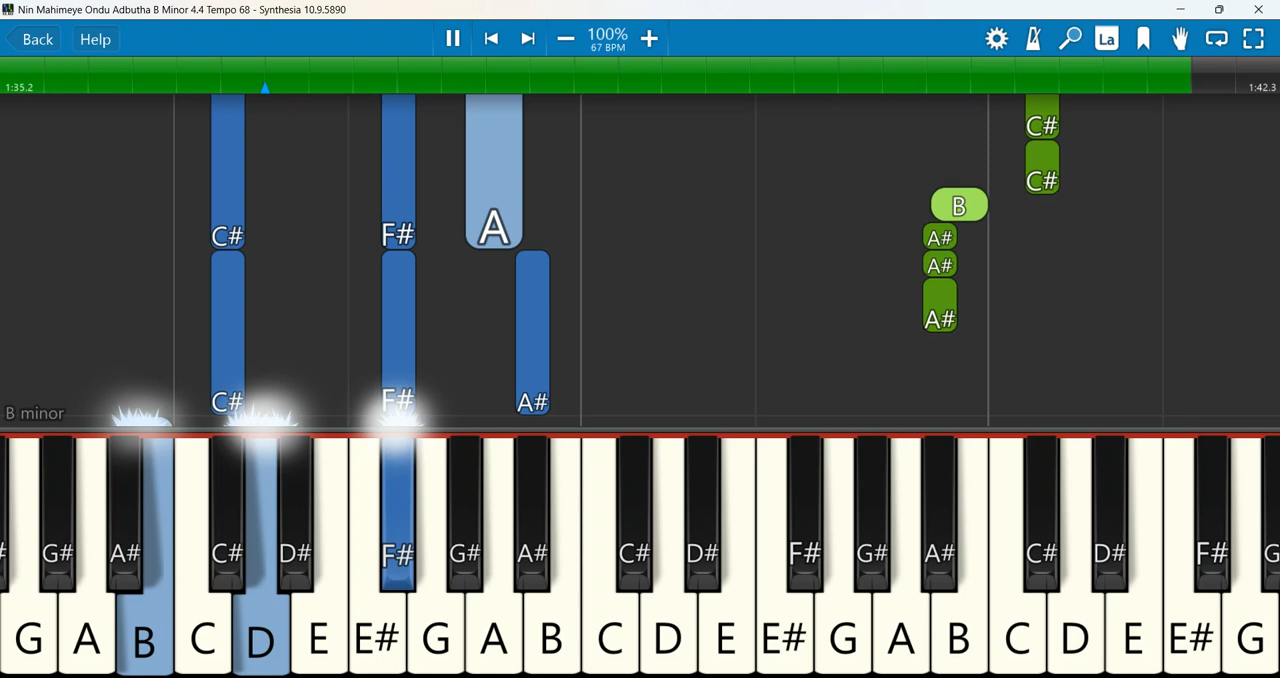 Nin Mahimeye Ondu Adbutha B Minor 4.4 Tempo 68 - Synthesia 10.9.5890
Back Help 100% La
67 BPM
1:35.2 1:42.3
C# C#
B
C# F# A A# A#
A#
C# F# A# A#
B minor
G# A# C# D# F# G# A# C# D# F# G# A# C# D# F# G
G A B C D E E# G A B C D E E# G A B C D E E# G